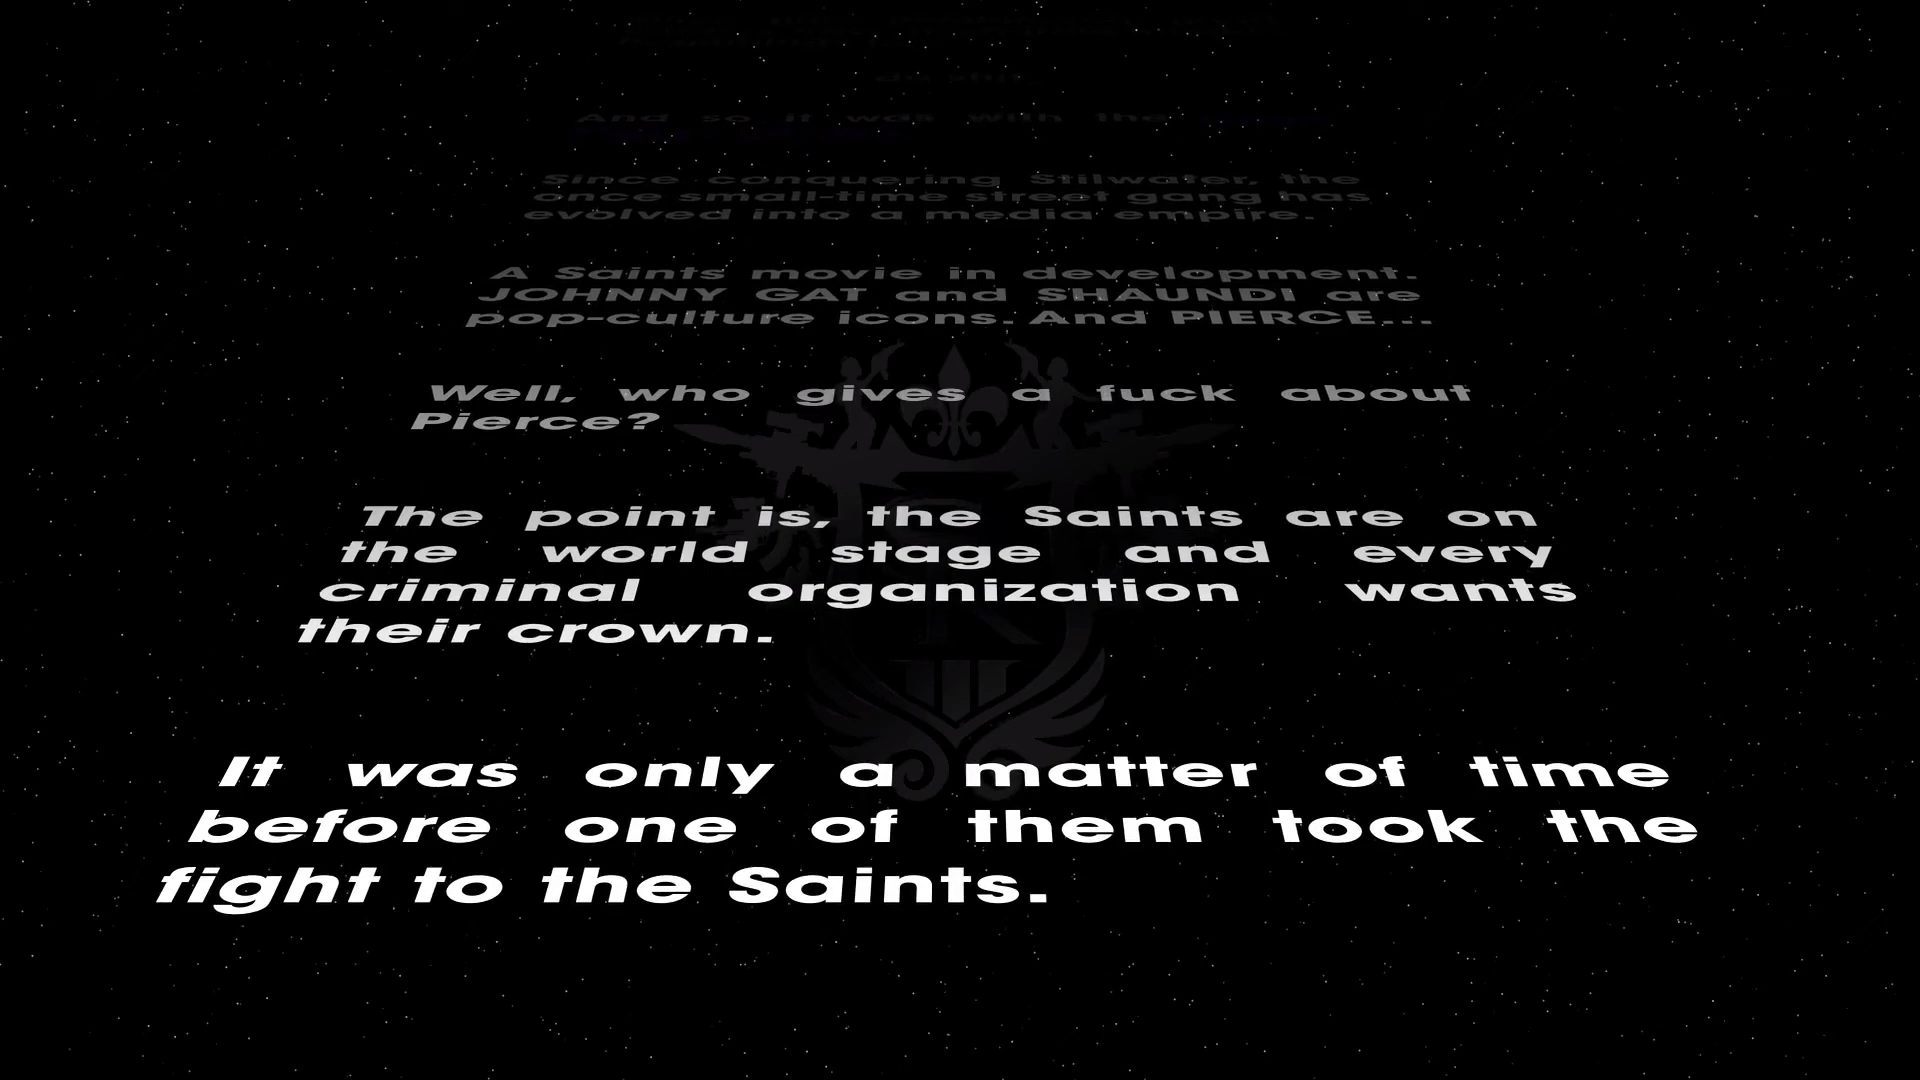 And so it was with the
Since conquering Stilwater, the
once small-time street gang has
evolved into a media empire.
A Saints movie in development.
JOHNNY GAT and SHAUNDI are
pop-culture icons. And PIERCE...
Well, who gives a fuck about
Pierce?
The point is, the Saints are on
the world stage and every
criminal organization wants
their crown.
It was only a matter of time
before one of them took the
fight to the Saints.